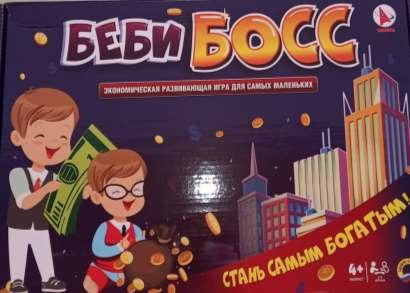 БЕБИ БОСС
ЭКОНОМИЧЕСКАЯ РАЗВИВАЮЩАЯ ИГРА ДЛЯ САМЫХ МАЛЕНЬКИХ
СТАНЬ САМЫМ БОГАТЫМ!
4+